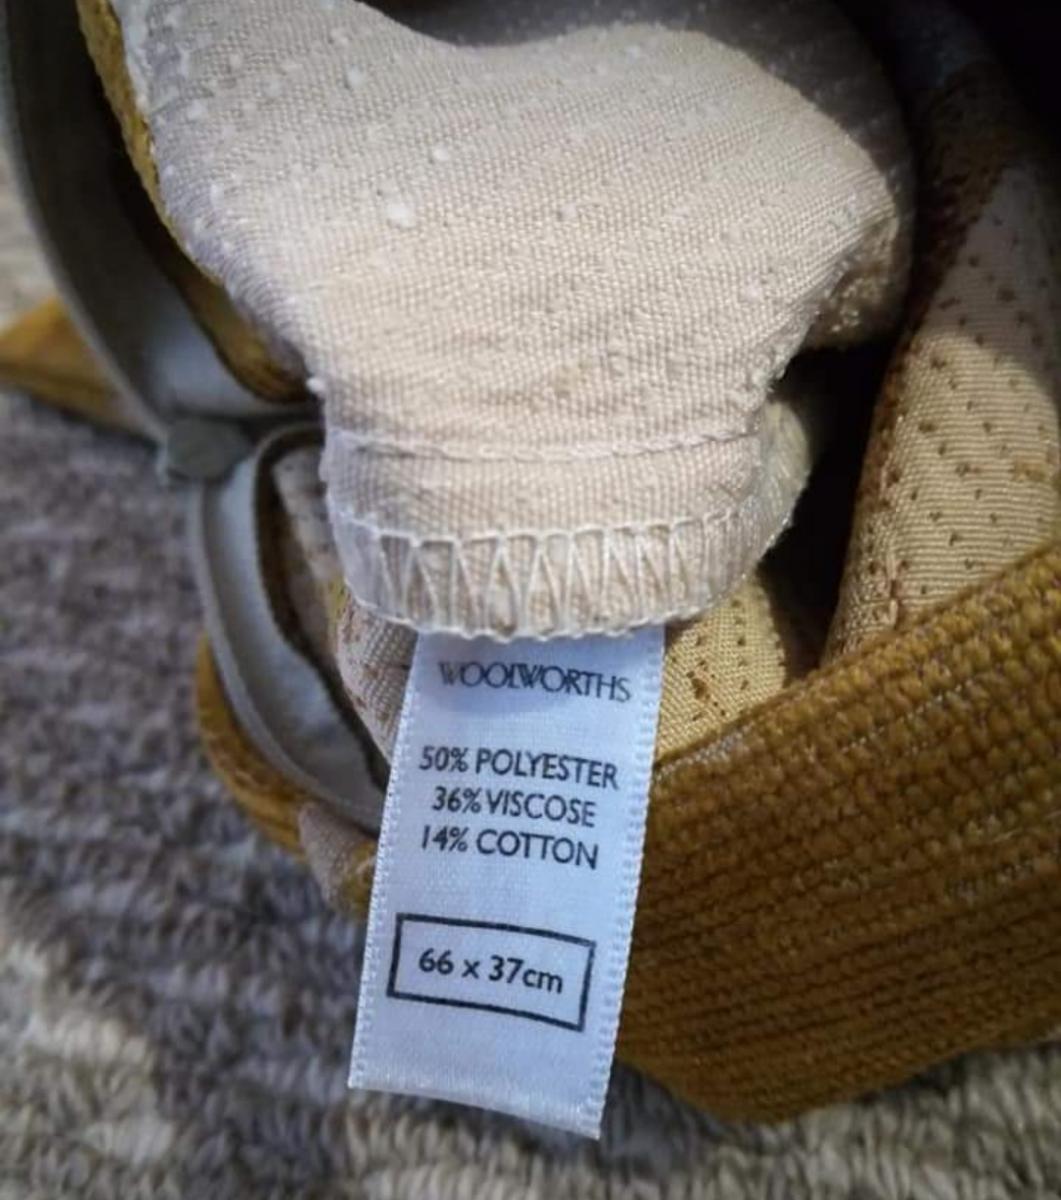 WOOLWORTHS
50% POLYESTER
36% VISCOSE
14% COTTON
66 x 37cm